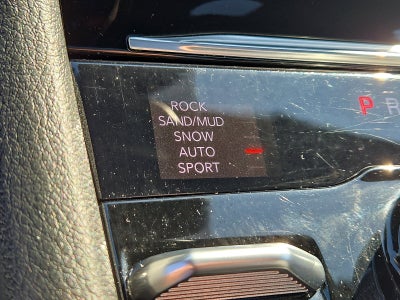 ROCK
SAND/MUD
SNOW
AUTO
SPORT
P R